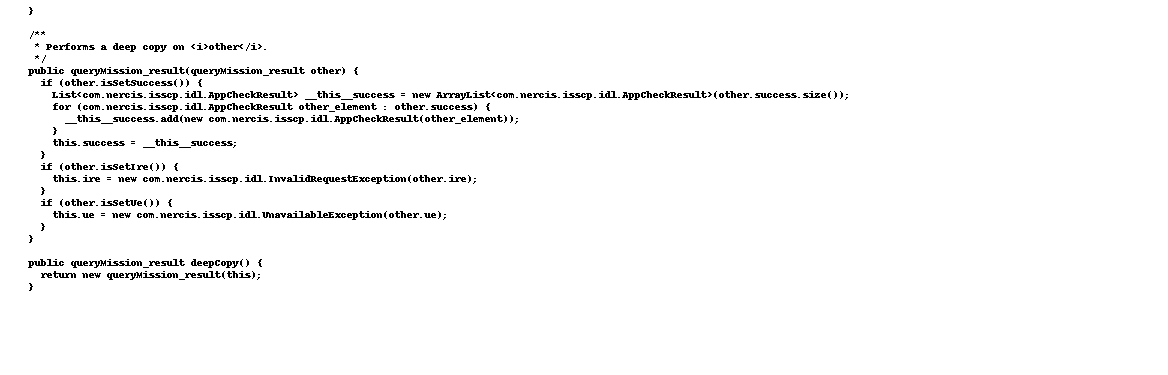 }

/**
 * Performs a deep copy on <i>other</i>.
 */
public queryMission_result(queryMission_result other) {
  if (other.isSetSuccess()) {
    List<com.nercis.isscp.idl.AppCheckResult> __this__success = new ArrayList<com.nercis.isscp.idl.AppCheckResult>(other.success.size());
    for (com.nercis.isscp.idl.AppCheckResult other_element : other.success) {
      __this__success.add(new com.nercis.isscp.idl.AppCheckResult(other_element));
    }
    this.success = __this__success;
  }
  if (other.isSetIre()) {
    this.ire = new com.nercis.isscp.idl.InvalidRequestException(other.ire);
  }
  if (other.isSetUe()) {
    this.ue = new com.nercis.isscp.idl.UnavailableException(other.ue);
  }
}

public queryMission_result deepCopy() {
  return new queryMission_result(this);
}